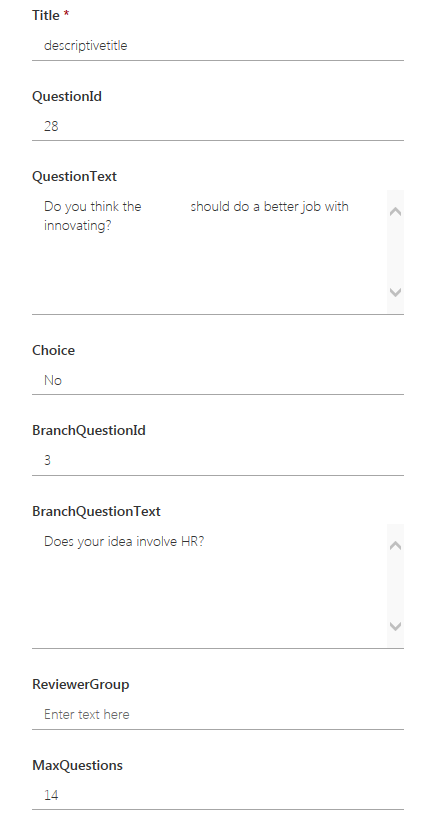 Title *
descriptivetitle
QuestionId
28
QuestionText
Do you think the should do a better job with
innovating?
Choice
No
BranchQuestionId
3
BranchQuestionText
Does your idea involve HR?
ReviewerGroup
Enter text here
MaxQuestions
14